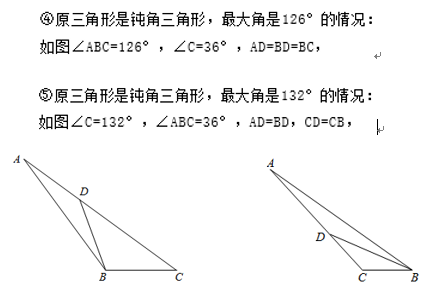 ④原三角形是钝角三角形，最大角是126°的情况：
如图∠ABC=126°，∠C=36°，AD=BD=BC，
⑤原三角形是钝角三角形，最大角是132°的情况：
如图∠C=132°，∠ABC=36°，AD=BD，CD=CB，
A
D
B
C
A
D
C
B